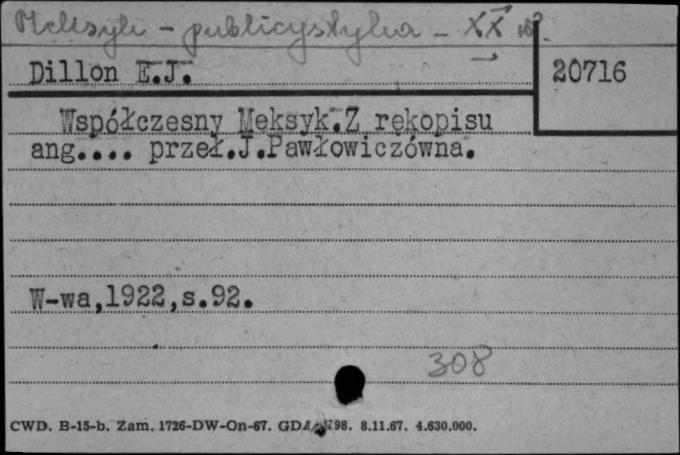 Meksyk - publicystyka - XX w.
Dillon E.J.
20716
Współczesny Meksyk.Z rękopisu
ang.... przeł.J.Pawłowiczówna.
W-wa,1922,s.92.
308
CWD. B-15-b. Zam. 1726-DW-On-67. 98. 8.11.67. 4.630.000.